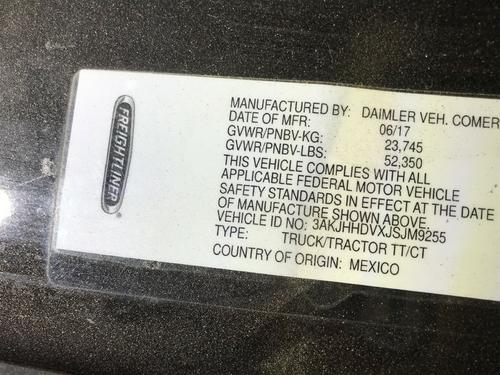 FREIGHTLINER
MANUFACTURED BY: DAIMLER VEH. COMER
DATE OF MFR: 06/17
GVWR/PNBV-KG: 23,745
GVWR/PNBV-LBS: 52,350
THIS VEHICLE COMPLIES WITH ALL
APPLICABLE FEDERAL MOTOR VEHICLE
SAFETY STANDARDS IN EFFECT AT THE DATE
OF MANUFACTURE SHOWN ABOVE.
VEHICLE ID NO: 3AKJHHDVXJSJM9255
TYPE: TRUCK/TRACTOR TT/CT
COUNTRY OF ORIGIN: MEXICO